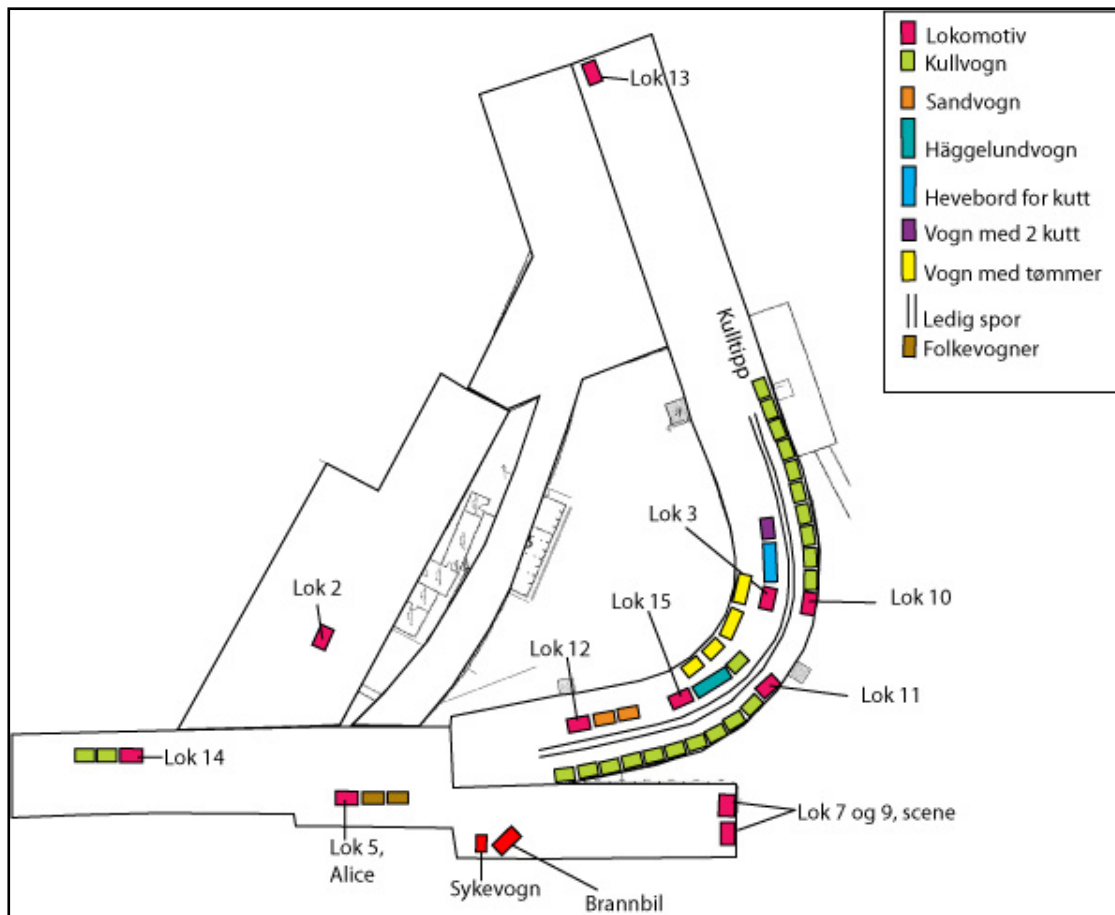 Lokomotiv
Kullvogn
Sandvogn
Häggelundvogn
Hevebord for kutt
Vogn med 2 kutt
Vogn med tømmer
Ledig spor
Folkevogner
Lok 13
Kulltipp
Lok 3
Lok 2
Lok 15
Lok 10
Lok 12
Lok 11
Lok 14
Lok 7 og 9, scene
Lok 5,
Alice
Sykevogn
Brannbil